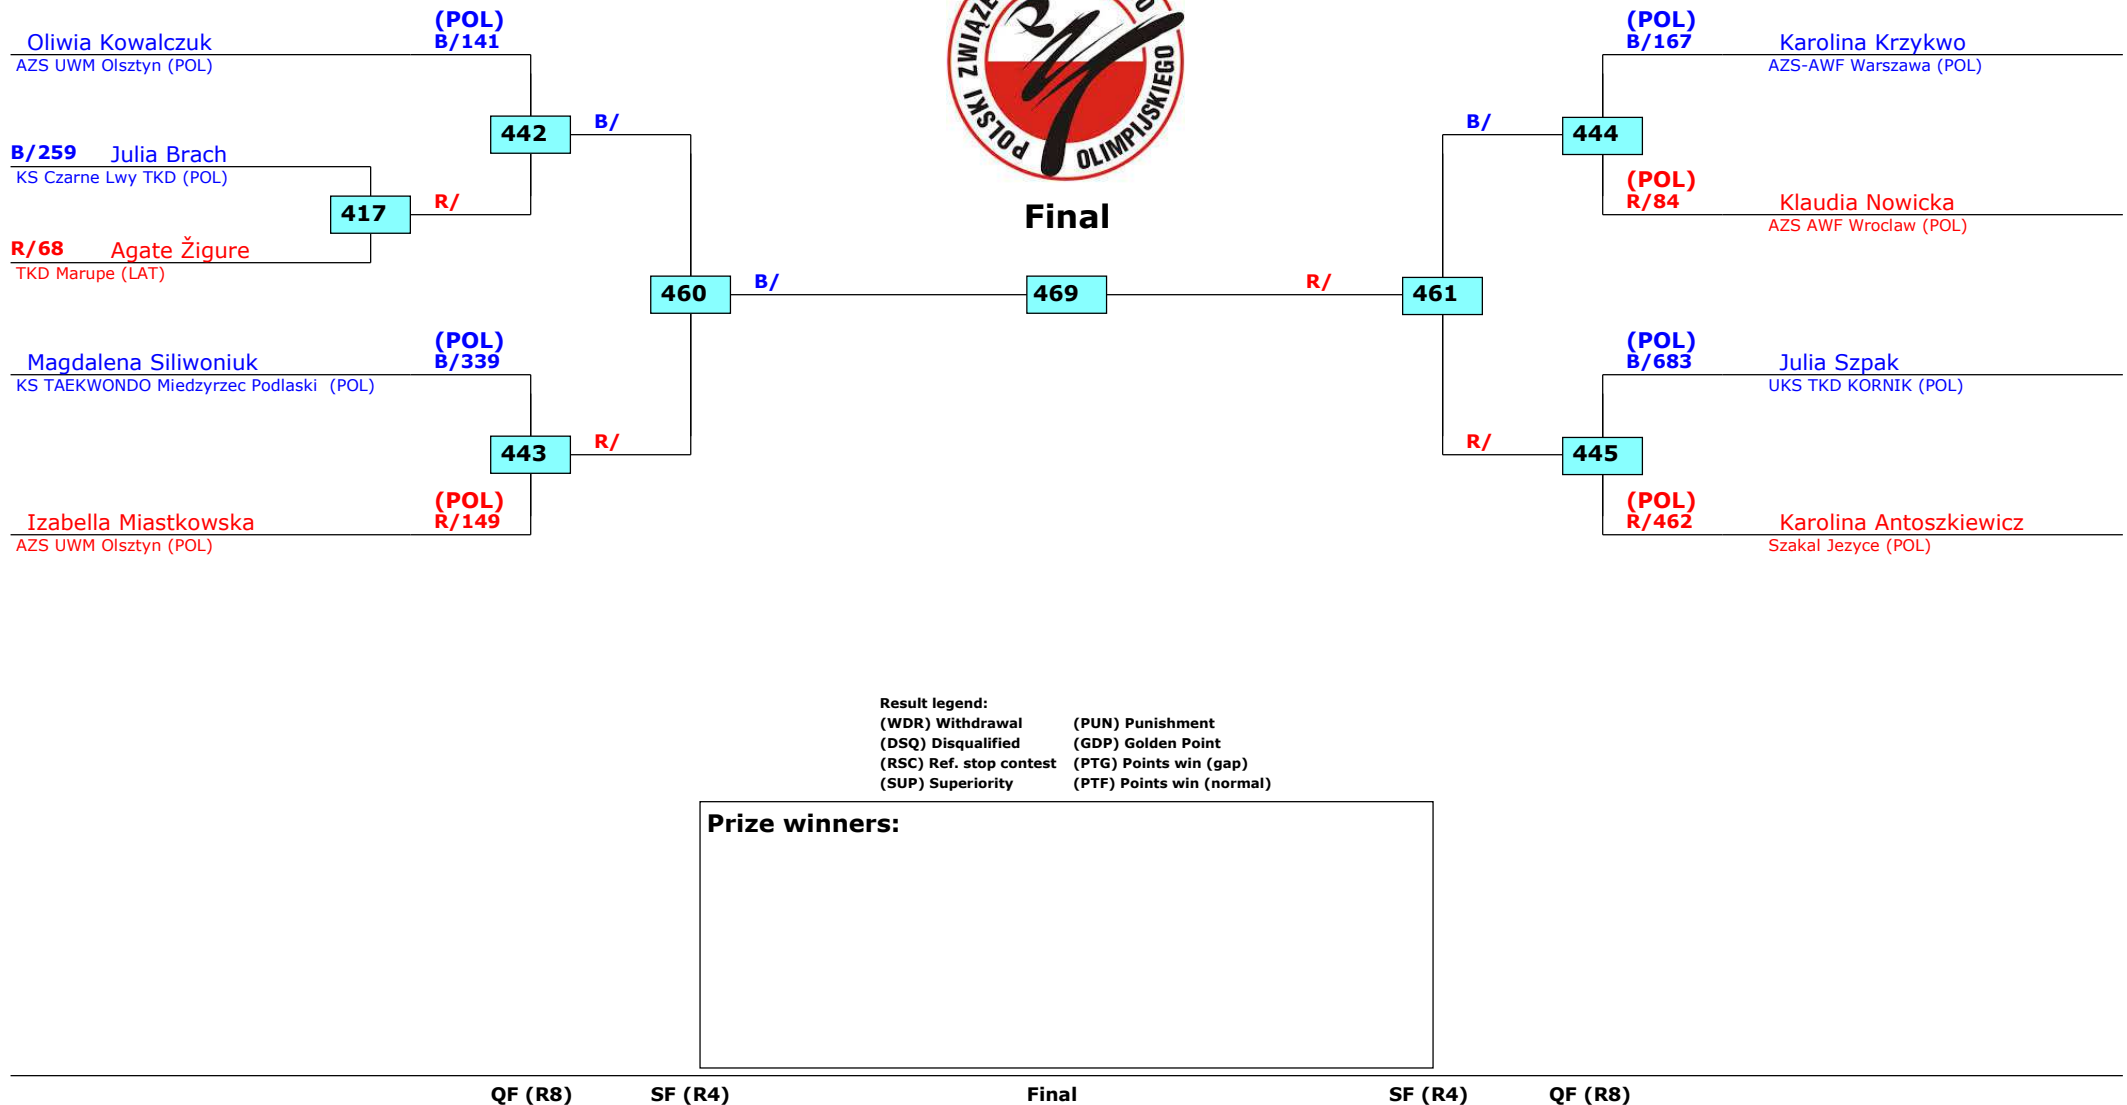 (POL)
Oliwia Kowalczuk B/141
AZS UWM Olsztyn (POL)
442
B/
B/259 Julia Brach
KS Czarne Lwy TKD (POL)
417
R/
R/68 Agate Žigure
TKD Marupe (LAT)
460
B/
(POL)
Magdalena Siliwoniuk B/339
KS TAEKWONDO Miedzyrzec Podlaski (POL)
443
R/
(POL)
Izabella Miastkowska R/149
AZS UWM Olsztyn (POL)
POLSKI ZWIĄZE
OLIMPIJSKIEGO
Final
469
(POL)
B/167 Karolina Krzykwo
AZS-AWF Warszawa (POL)
B/
444
(POL)
R/84 Klaudia Nowicka
AZS AWF Wroclaw (POL)
R/
461
(POL)
B/683 Julia Szpak
UKS TKD KORNIK (POL)
R/
445
(POL)
R/462 Karolina Antoszkiewicz
Szakal Jezyce (POL)
Result legend:
(WDR) Withdrawal (PUN) Punishment
(DSQ) Disqualified (GDP) Golden Point
(RSC) Ref. stop contest (PTG) Points win (gap)
(SUP) Superiority (PTF) Points win (normal)
Prize winners:
QF (R8) SF (R4) Final SF (R4) QF (R8)